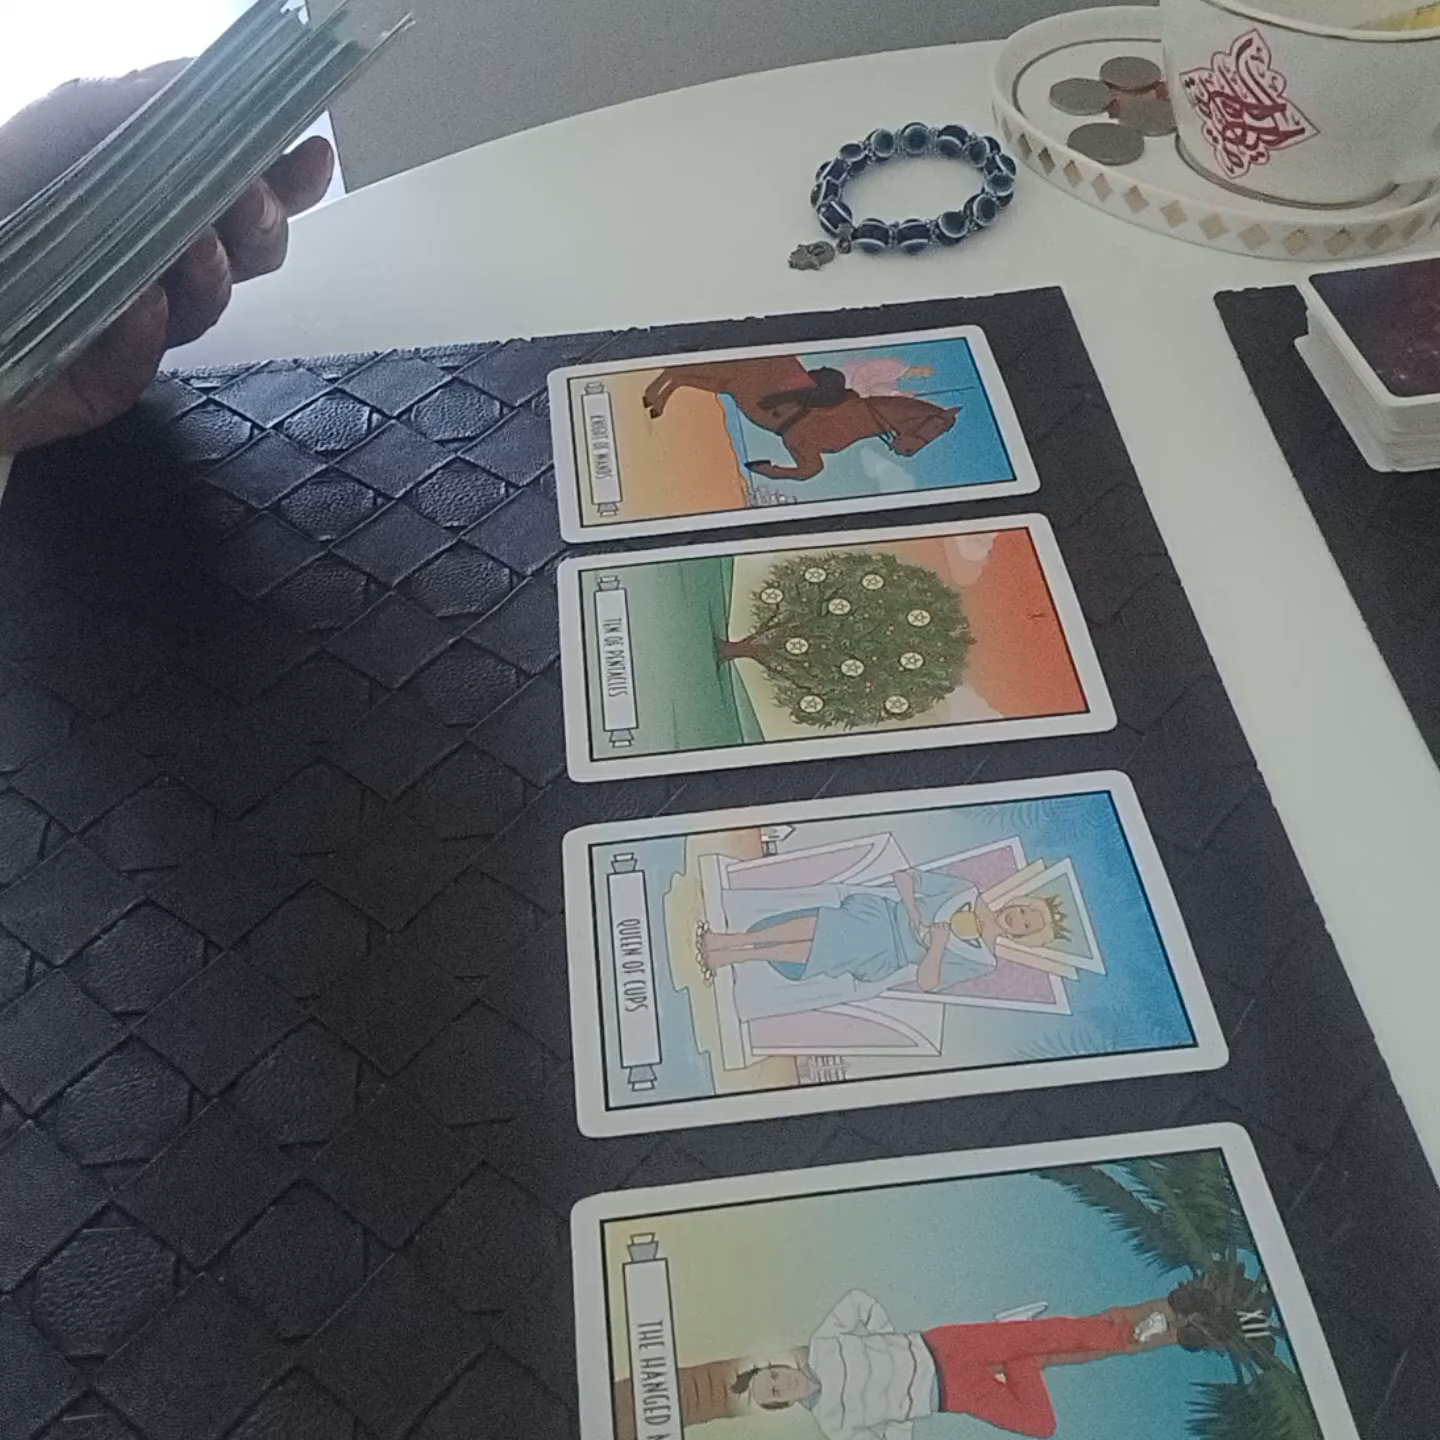 KNIGHT OF WANDS
X
TEN OF PENTACLES
QUEEN OF CUPS
XII
THE HANGED